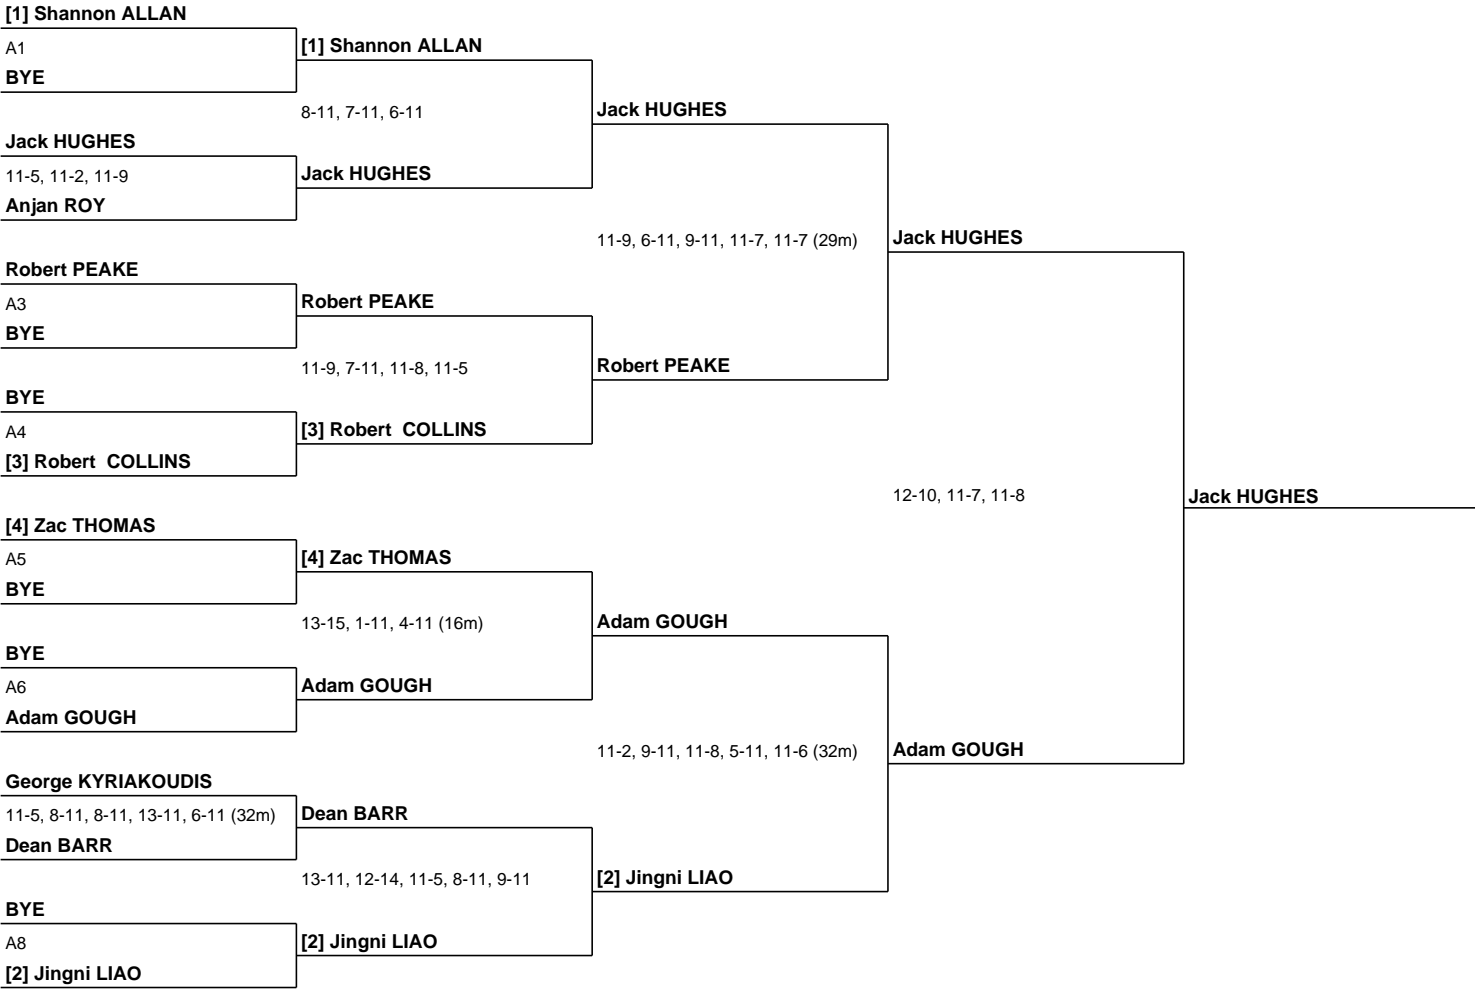 [1] Shannon ALLAN
A1
BYE
Jack HUGHES
11-5, 11-2, 11-9
Anjan ROY
Robert PEAKE
A3
BYE
BYE
A4
[3] Robert  COLLINS
[4] Zac THOMAS
A5
BYE
BYE
A6
Adam GOUGH
George KYRIAKOUDIS
11-5, 8-11, 8-11, 13-11, 6-11 (32m)
Dean BARR
BYE
A8
[2] Jingni LIAO
[1] Shannon ALLAN
8-11, 7-11, 6-11
Jack HUGHES
Robert PEAKE
11-9, 7-11, 11-8, 11-5
[3] Robert  COLLINS
[4] Zac THOMAS
13-15, 1-11, 4-11 (16m)
Adam GOUGH
Dean BARR
13-11, 12-14, 11-5, 8-11, 9-11
[2] Jingni LIAO
Jack HUGHES
11-9, 6-11, 9-11, 11-7, 11-7 (29m)
Robert PEAKE
Adam GOUGH
11-2, 9-11, 11-8, 5-11, 11-6 (32m)
[2] Jingni LIAO
Jack HUGHES
12-10, 11-7, 11-8
Adam GOUGH
Jack HUGHES